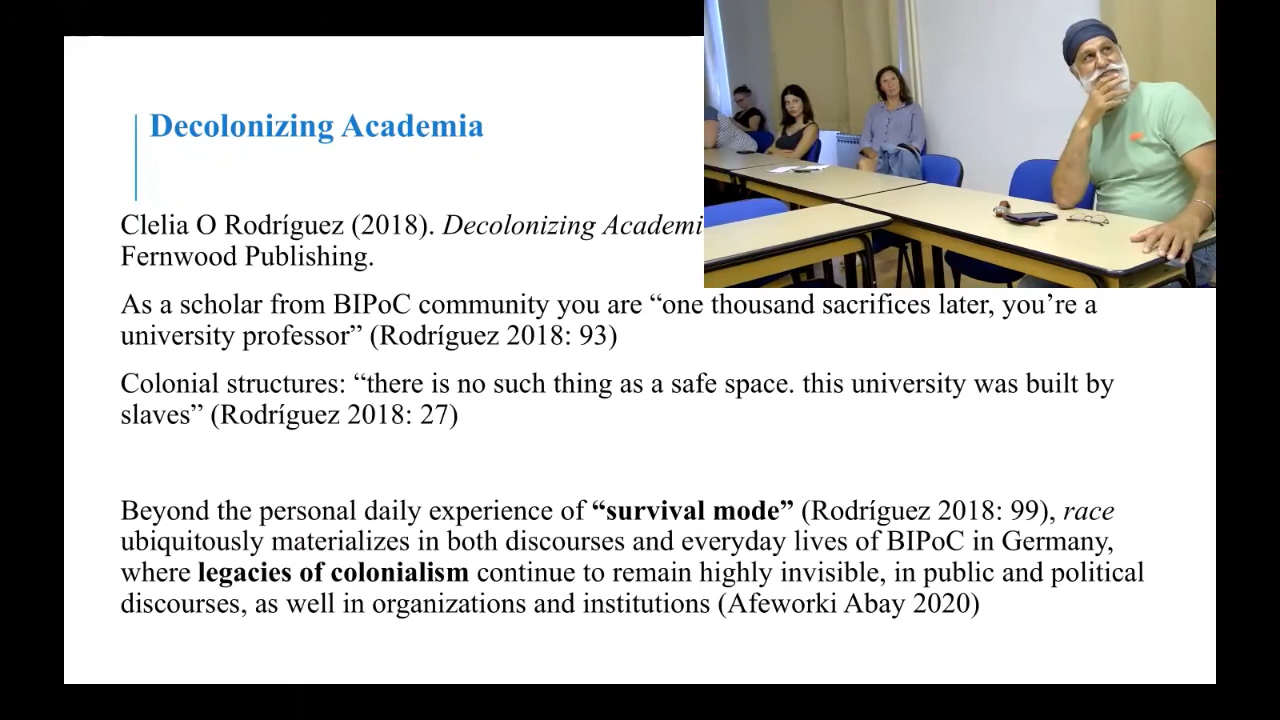 Decolonizing Academia
Clelia O Rodríguez (2018). Decolonizing Academi
Fernwood Publishing.
As a scholar from BIPoC community you are “one thousand sacrifices later, you’re a
university professor” (Rodríguez 2018: 93)
Colonial structures: “there is no such thing as a safe space. this university was built by
slaves” (Rodríguez 2018: 27)
Beyond the personal daily experience of “survival mode” (Rodríguez 2018: 99), race
ubiquitously materializes in both discourses and everyday lives of BIPoC in Germany,
where legacies of colonialism continue to remain highly invisible, in public and political
discourses, as well in organizations and institutions (Afeworki Abay 2020)